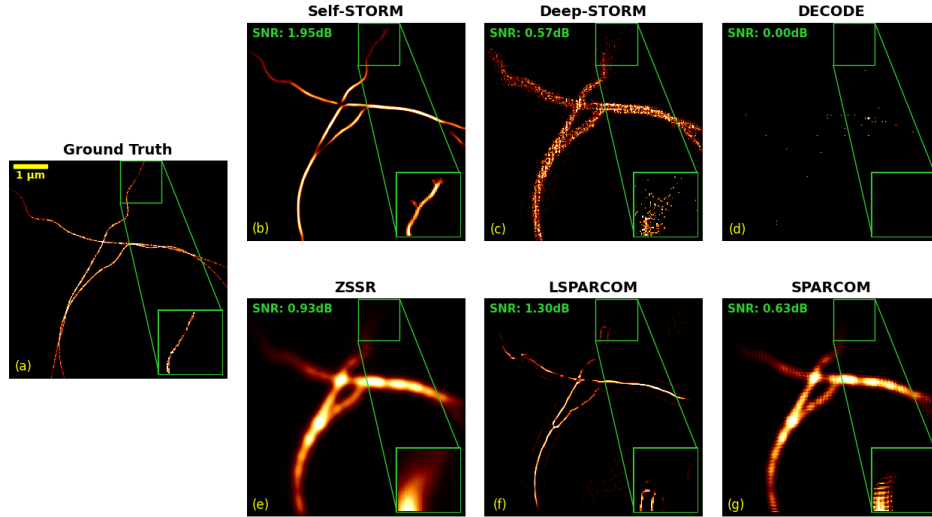 Self-STORM
SNR: 1.95dB
(b)
Deep-STORM
SNR: 0.57dB
(c)
DECODE
SNR: 0.00dB
(d)
Ground Truth
1 μm
(a)
ZSSR
SNR: 0.93dB
(e)
LSPARCOM
SNR: 1.30dB
(f)
SPARCOM
SNR: 0.63dB
(g)